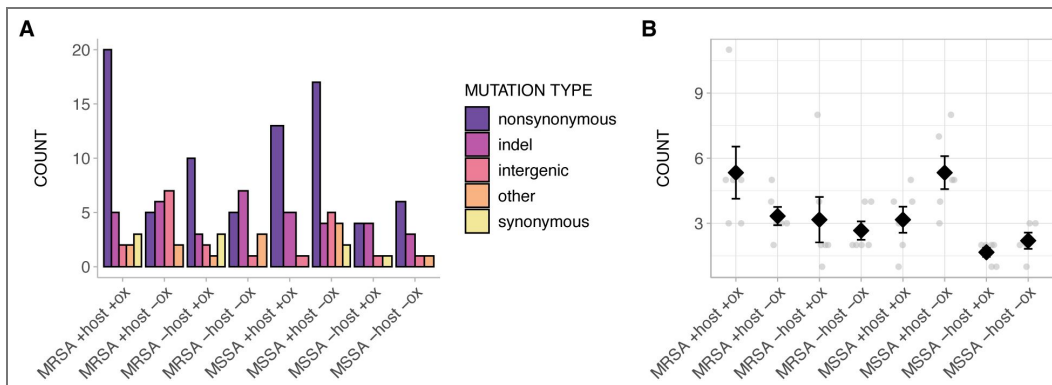 A
COUNT
20
15
10
5
0
MRSA +host +ox
MRSA +host −ox
MRSA −host +ox
MRSA −host −ox
MSSA +host +ox
MSSA +host −ox
MSSA −host +ox
MSSA −host −ox
MUTATION TYPE
nonsynonymous
indel
intergenic
other
synonymous
B
COUNT
9
6
3
MRSA +host +ox
MRSA +host −ox
MRSA −host +ox
MRSA −host −ox
MSSA +host +ox
MSSA +host −ox
MSSA −host +ox
MSSA −host −ox